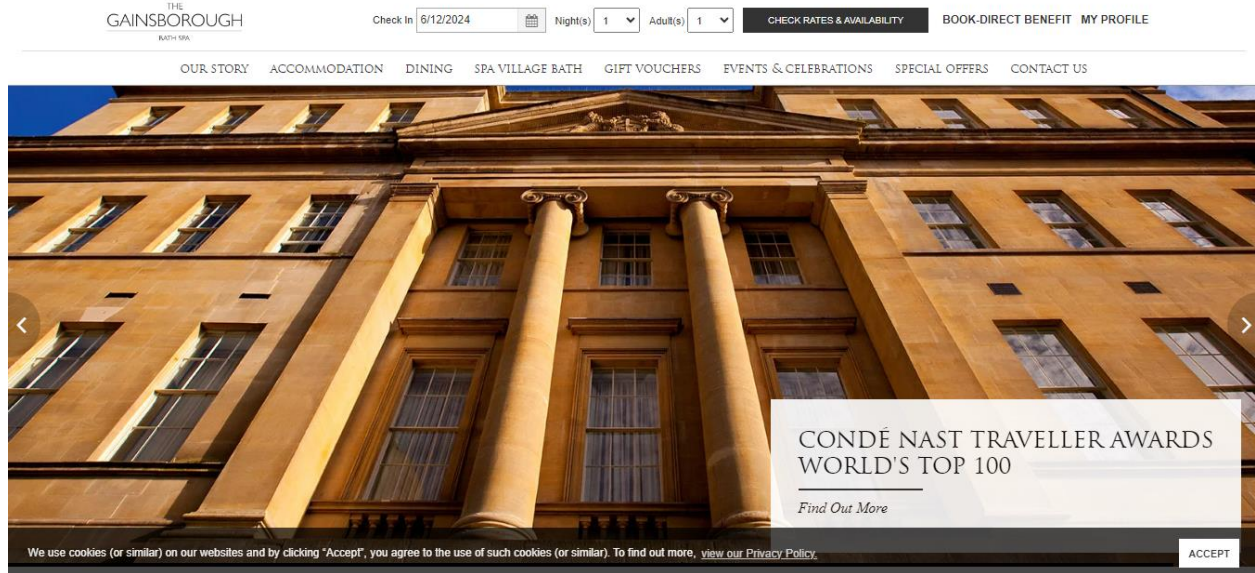 THE
GAINSBOROUGH
BATH SPA
Check In 6/12/2024 Night(s) 1 Adult(s) 1 CHECK RATES & AVAILABILITY BOOK-DIRECT BENEFIT MY PROFILE
OUR STORY ACCOMMODATION DINING SPA VILLAGE BATH GIFT VOUCHERS EVENTS & CELEBRATIONS SPECIAL OFFERS CONTACT US
CONDÉ NAST TRAVELLER AWARDS
WORLD'S TOP 100
Find Out More
We use cookies (or similar) on our websites and by clicking "Accept", you agree to the use of such cookies (or similar). To find out more, view our Privacy Policy. ACCEPT